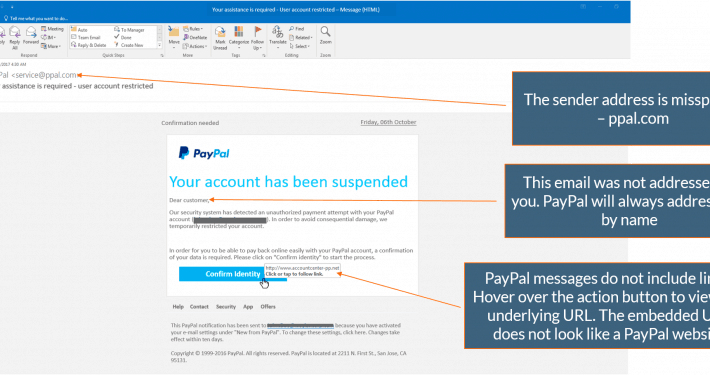 Your assistance is required - User account restricted - Message (HTML)
Tell me what you want to do...
Reply Forward
All
Meeting
IM
More
Respond
Auto
Team Email
Reply & Delete
To Manager
Done
Create New
Quick Steps
Move
Rules
OneNote
Actions
Move
Mark Unread
Categorize
Follow Up
Tags
Translate
Find
Related
Select
Editing
Zoom
Zoom
/2017 4:20 AM
Pal <service@ppal.com>
assistance is required - user account restricted
The sender address is
– ppal.com
Confirmation needed
Friday, 06th October
PayPal
Your account has been suspended
Dear customer,
This email was not
you. PayPal will always
by name
Our security system has detected an unauthorized payment attempt with your PayPal
account [ ]. In order to avoid consequential damage, we
temporarily restricted your account.
In order for you to be able to pay back online easily with your PayPal account, a confirmation
of your data is required. Please click on "Confirm identity" to start the process.
Confirm Identity
http://www.accountcenter-pp.net
Click or tap to follow link.
PayPal messages do not include
Hover over the action button to
underlying URL. The embedded
does not look like a PayPal
Help Contact Security App Offers
This PayPal notification has been sent to because you have activated
your e-mail settings under "New from PayPal". To change these settings, click here. Changes take
effect within ten days.
Copyright © 1999-2016 PayPal. All rights reserved. PayPal is located at 2211 N. First St., San Jose, CA
95131.